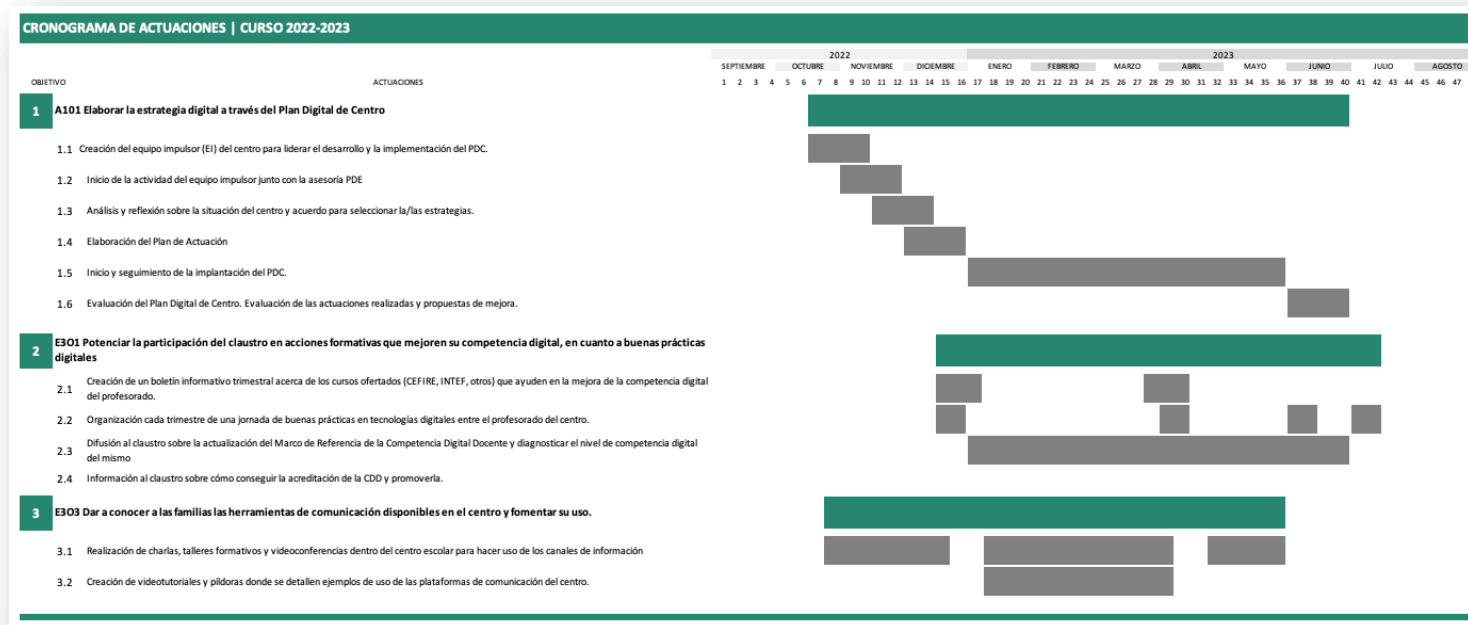 CRONOGRAMA DE ACTUACIONES | CURSO 2022-2023
2022 2023
SEPTIEMBRE OCTUBRE NOVIEMBRE DICIEMBRE ENERO FEBRERO MARZO ABRIL MAYO JUNIO JULIO AGOSTO
OBJETIVO ACTUACIONES 1 2 3 4 5 6 7 8 9 10 11 12 13 14 15 16 17 18 19 20 21 22 23 24 25 26 27 28 29 30 31 32 33 34 35 36 37 38 39 40 41 42 43 44 45 46 47
1 A101 Elaborar la estrategia digital a través del Plan Digital de Centro
1.1 Creación del equipo impulsor (EI) del centro para liderar el desarrollo y la implementación del PDC.
1.2 Inicio de la actividad del equipo impulsor junto con la asesoría PDE
1.3 Análisis y reflexión sobre la situación del centro y acuerdo para seleccionar la/las estrategias.
1.4 Elaboración del Plan de Actuación
1.5 Inicio y seguimiento de la implantación del PDC.
1.6 Evaluación del Plan Digital de Centro. Evaluación de las actuaciones realizadas y propuestas de mejora.
2 E3O1 Potenciar la participación del claustro en acciones formativas que mejoren su competencia digital, en cuanto a buenas prácticas
digitales
2.1 Creación de un boletín informativo trimestral acerca de los cursos ofertados (CEFIRE, INTEF, otros) que ayuden en la mejora de la competencia digital
del profesorado.
2.2 Organización cada trimestre de una jornada de buenas prácticas en tecnologías digitales entre el profesorado del centro.
2.3 Difusión al claustro sobre la actualización del Marco de Referencia de la Competencia Digital Docente y diagnosticar el nivel de competencia digital
del mismo
2.4 Información al claustro sobre cómo conseguir la acreditación de la CDD y promoverla.
3 E3O3 Dar a conocer a las familias las herramientas de comunicación disponibles en el centro y fomentar su uso.
3.1 Realización de charlas, talleres formativos y videoconferencias dentro del centro escolar para hacer uso de los canales de información
3.2 Creación de videotutoriales y píldoras donde se detallen ejemplos de uso de las plataformas de comunicación del centro.